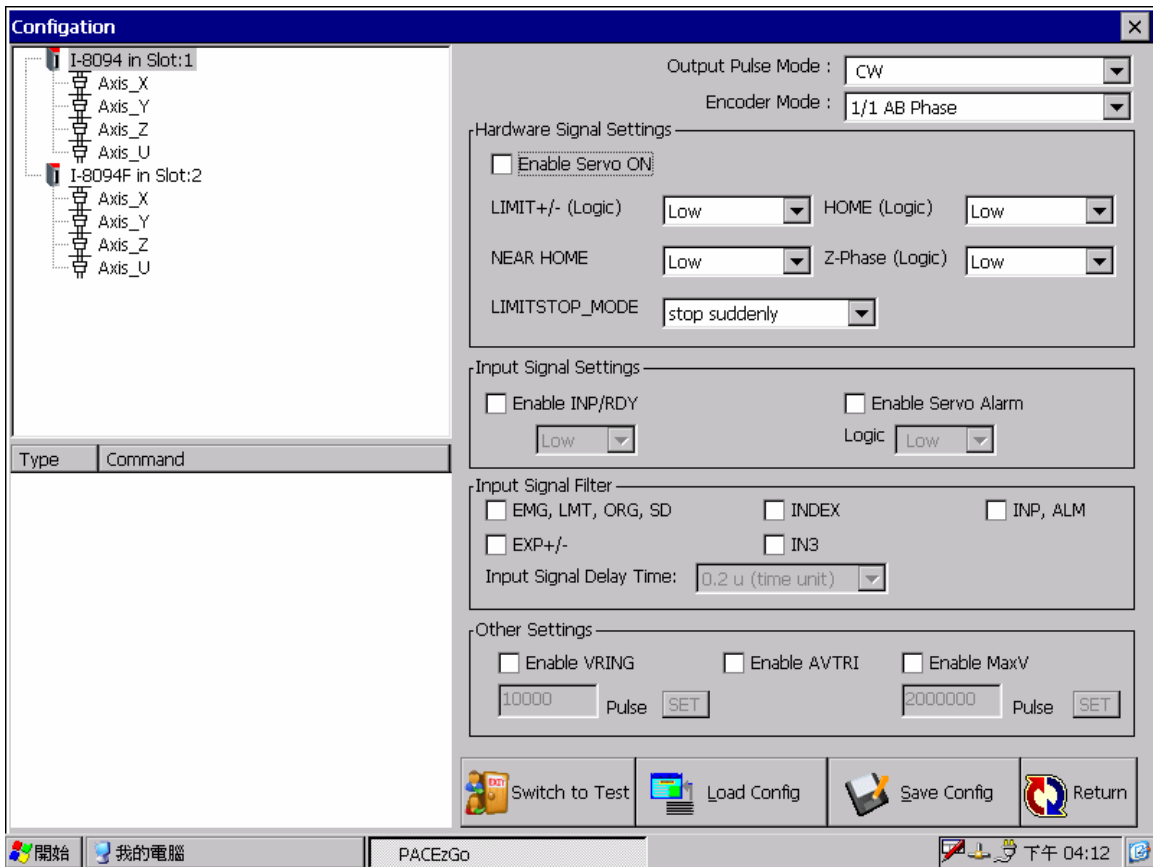 Configation
I-8094 in Slot:1
Axis_X
Axis_Y
Axis_Z
Axis_U
I-8094F in Slot:2
Axis_X
Axis_Y
Axis_Z
Axis_U
Type Command
Output Pulse Mode : CW
Encoder Mode : 1/1 AB Phase
Hardware Signal Settings
Enable Servo ON
LIMIT+/- (Logic) Low HOME (Logic) Low
NEAR HOME Low Z-Phase (Logic) Low
LIMITSTOP_MODE stop suddenly
Input Signal Settings
Enable INP/RDY Enable Servo Alarm
Low Logic Low
Input Signal Filter
EMG, LMT, ORG, SD INDEX INP, ALM
EXP+/- IN3
Input Signal Delay Time: 0.2 u (time unit)
Other Settings
Enable VRING Enable AVTRI Enable MaxV
10000 Pulse SET 2000000 Pulse SET
EXIT Switch to Test Load Config Save Config Return
開始 我的電腦 PACEzGo 下午 04:12